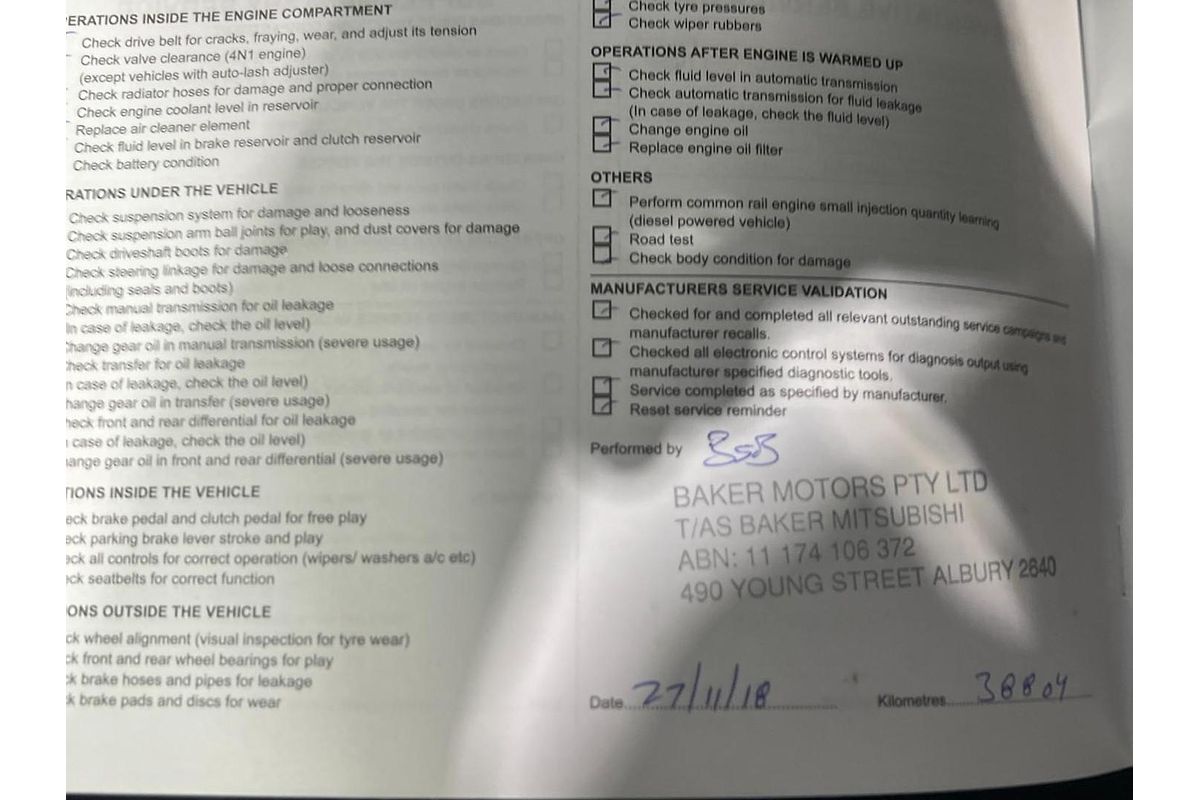 ERATIONS INSIDE THE ENGINE COMPARTMENT
Check drive belt for cracks, fraying, wear, and adjust its tension
Check valve clearance (4N1 engine)
(except vehicles with auto-lash adjuster)
Check radiator hoses for damage and proper connection
Check engine coolant level in reservoir
Replace air cleaner element
Check fluid level in brake reservoir and clutch reservoir
Check battery condition
RATIONS UNDER THE VEHICLE
Check suspension system for damage and looseness
Check suspension arm ball joints for play, and dust covers for damage
Check driveshaft boots for damage
Check steering linkage for damage and loose connections
(including seals and boots)
Check manual transmission for oil leakage
In case of leakage, check the oil level)
Change gear oil in manual transmission (severe usage)
heck transfer for oil leakage
n case of leakage, check the oil level)
hange gear oil in transfer (severe usage)
heck front and rear differential for oil leakage
case of leakage, check the oil level)
ange gear oil in front and rear differential (severe usage)
TIONS INSIDE THE VEHICLE
eck brake pedal and clutch pedal for free play
eck parking brake lever stroke and play
eck all controls for correct operation (wipers/ washers a/c etc)
ck seatbelts for correct function
ONS OUTSIDE THE VEHICLE
ck wheel alignment (visual inspection for tyre wear)
ck front and rear wheel bearings for play
k brake hoses and pipes for leakage
k brake pads and discs for wear
Check tyre pressures
Check wiper rubbers
OPERATIONS AFTER ENGINE IS WARMED UP
Check fluid level in automatic transmission
Check automatic transmission for fluid leakage
(In case of leakage, check the fluid level)
Change engine oil
Replace engine oil filter
OTHERS
Perform common rail engine small injection quantity learning
(diesel powered vehicle)
Road test
Check body condition for damage
MANUFACTURERS SERVICE VALIDATION
Checked for and completed all relevant outstanding service campaigns and
manufacturer recalls.
Checked all electronic control systems for diagnosis output using
manufacturer specified diagnostic tools.
Service completed as specified by manufacturer.
Reset service reminder
Performed by
BAKER MOTORS PTY LTD
T/AS BAKER MITSUBISHI
ABN: 11 174 106 372
490 YOUNG STREET ALBURY 2640
Date 27/11/18 Kilometres 38804